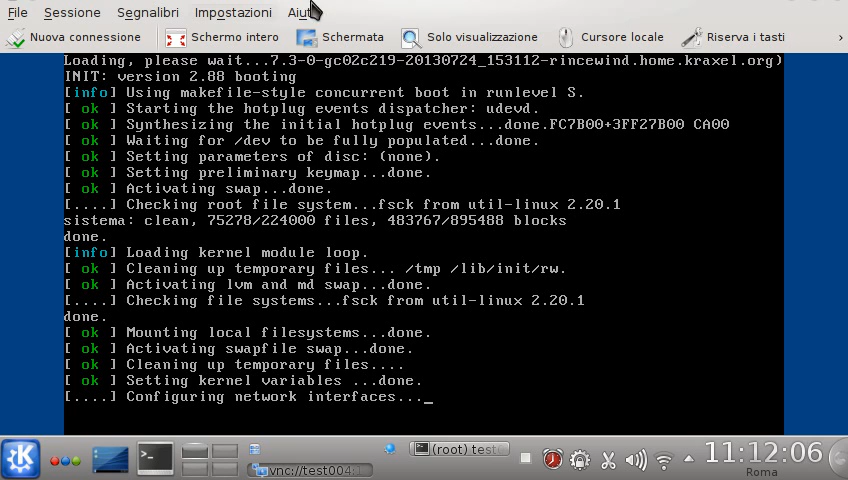 File Sessione Segnalibri Impostazioni Aiut
Nuova connessione Schermo intero Schermata Solo visualizzazione Cursore locale Riserva i tasti
Loading, please wait...7.3-0-gc02c219-20130724_153112-rincewind.home.kraxel.org)
INIT: version 2.88 booting
[info] Using makefile-style concurrent boot in runlevel S.
[ ok ] Starting the hotplug events dispatcher: udevd.
[ ok ] Synthesizing the initial hotplug events...done.FC7B00+3FF27B00 CA00
[ ok ] Waiting for /dev to be fully populated...done.
[ ok ] Setting parameters of disc: (none).
[ ok ] Setting preliminary keymap...done.
[ ok ] Activating swap...done.
[....] Checking root file system...fsck from util-linux 2.20.1
sistema: clean, 75278/224000 files, 483767/895488 blocks
done.
[info] Loading kernel module loop.
[ ok ] Cleaning up temporary files... /tmp /lib/init/rw.
[ ok ] Activating lvm and md swap...done.
[....] Checking file systems...fsck from util-linux 2.20.1
done.
[ ok ] Mounting local filesystems...done.
[ ok ] Activating swapfile swap...done.
[ ok ] Cleaning up temporary files....
[ ok ] Setting kernel variables ...done.
[....] Configuring network interfaces..._
(root) test
vnc://test004:1
11:12:06
Roma